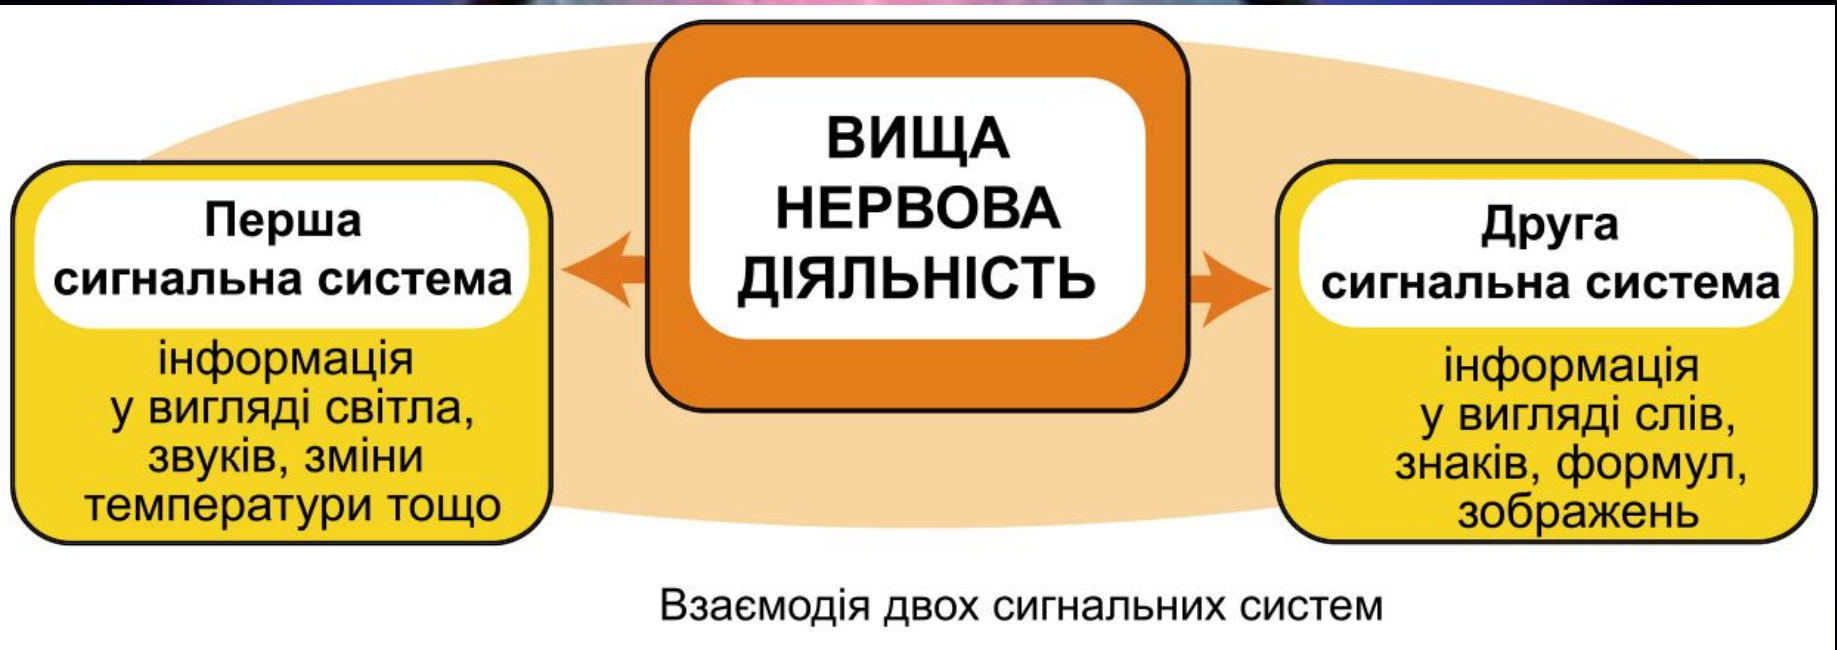 ВИЩА
НЕРВОВА
ДІЯЛЬНІСТЬ
Перша
сигнальна система
інформація
у вигляді світла,
звуків, зміни
температури тощо
Друга
сигнальна система
інформація
у вигляді слів,
знаків, формул,
зображень
Взаємодія двох сигнальних систем